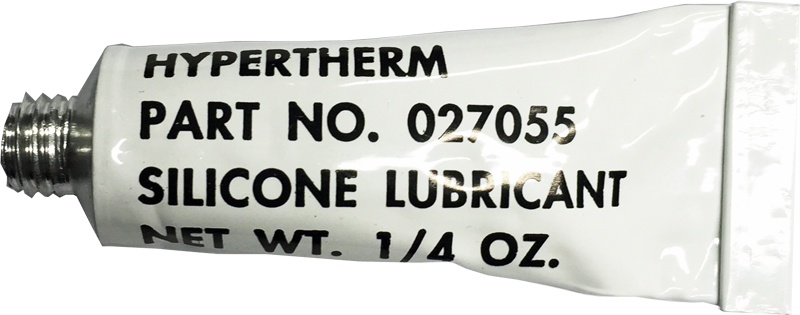 HYPERTHERM
PART NO. 027055
SILICONE LUBRICANT
NET WT. 1/4 OZ.